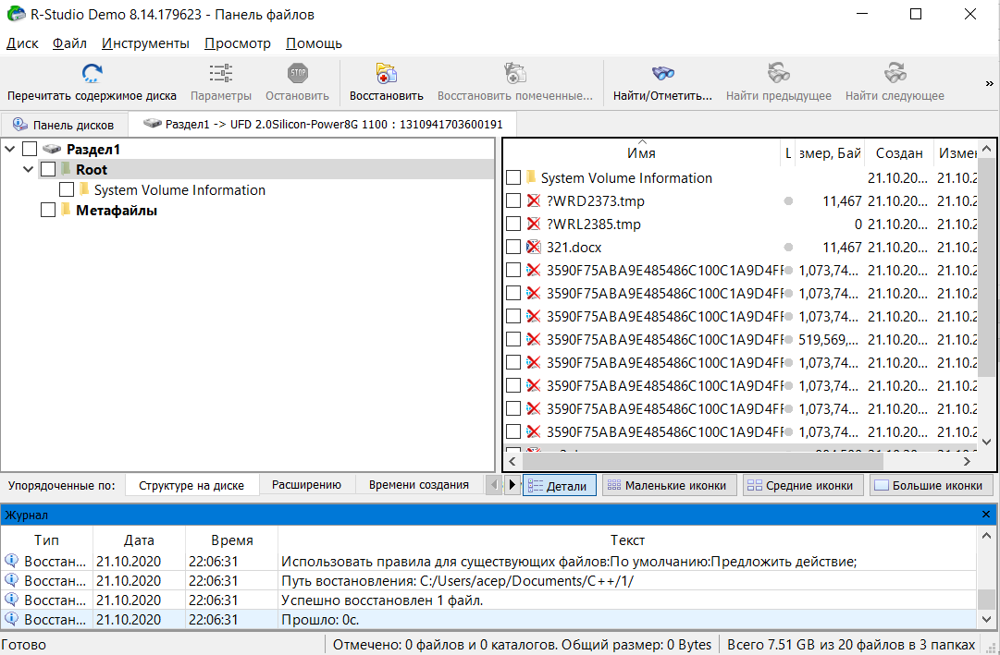 R-Studio Demo 8.14.179623 - Панель файлов
Диск Файл Инструменты Просмотр Помощь
STOP
Перечитать содержимое диска Параметры Остановить Восстановить Восстановить помеченные... Найти/Отметить... Найти предыдущее Найти следующее »
Панель дисков Раздел1 -> UFD 2.0Silicon-Power8G 1100 : 1310941703600191
Раздел1
Root
System Volume Information
Метафайлы
Имя L змер, Бай Создан Измен
System Volume Information 21.10.20... 21.10.2
?WRD2373.tmp 11,467 21.10.20... 21.10.2
?WRL2385.tmp 0 21.10.20... 21.10.2
321.docx 11,467 21.10.20... 21.10.2
3590F75ABA9E485486C100C1A9D4FF 1,073,74... 21.10.20... 21.10.2
3590F75ABA9E485486C100C1A9D4FF 1,073,74... 21.10.20... 21.10.2
3590F75ABA9E485486C100C1A9D4FF 1,073,74... 21.10.20... 21.10.2
3590F75ABA9E485486C100C1A9D4FF 519,569,... 21.10.20... 21.10.2
3590F75ABA9E485486C100C1A9D4FF 1,073,74... 21.10.20... 21.10.2
3590F75ABA9E485486C100C1A9D4FF 1,073,74... 21.10.20... 21.10.2
3590F75ABA9E485486C100C1A9D4FF 1,073,74... 21.10.20... 21.10.2
3590F75ABA9E485486C100C1A9D4FF 1,073,74... 21.10.20... 21.10.2
Упорядоченные по: Структуре на диске Расширению Времени создания Детали Маленькие иконки Средние иконки Большие иконки
Журнал
Тип Дата Время Текст
Восстан... 21.10.2020 22:06:31 Использовать правила для существующих файлов:По умолчанию:Предложить действие;
Восстан... 21.10.2020 22:06:31 Путь востановления: C:/Users/acep/Documents/C++/1/
Восстан... 21.10.2020 22:06:31 Успешно восстановлен 1 файл.
Восстан... 21.10.2020 22:06:31 Прошло: 0с.
Готово Отмечено: 0 файлов и 0 каталогов. Общий размер: 0 Bytes Всего 7.51 GB из 20 файлов в 3 папках